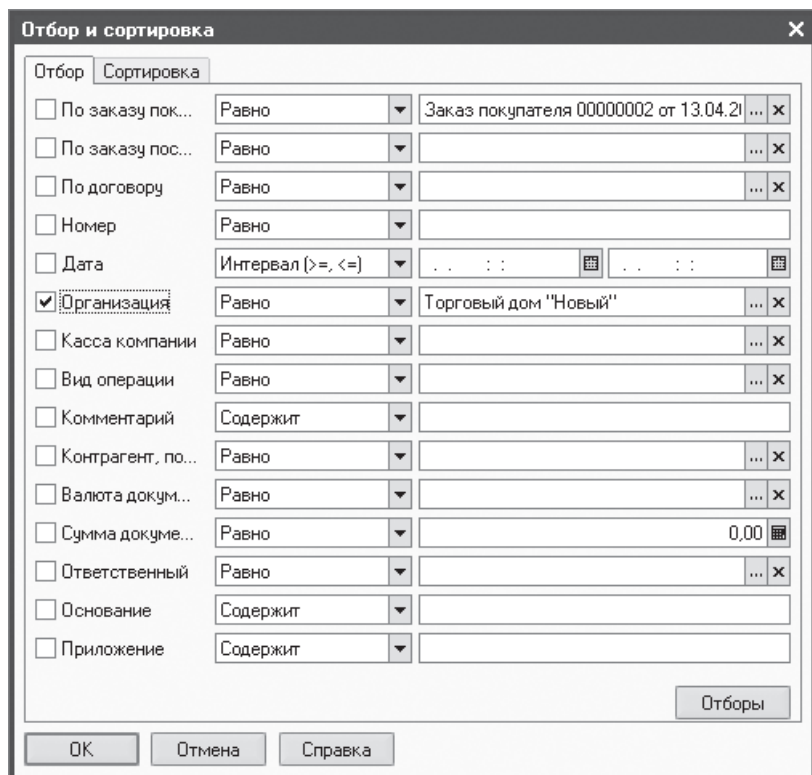 Отбор и сортировка
Отбор Сортировка
По заказу пок... Равно Заказ покупателя 00000002 от 13.04.2 ...
По заказу пос... Равно ...
По договору Равно ...
Номер Равно
Дата Интервал (>=, <=) . . : : . . : :
Организация Равно Торговый дом "Новый" ...
Касса компании Равно ...
Вид операции Равно ...
Комментарий Содержит
Контрагент, по... Равно ...
Валюта докум... Равно ...
Сумма докуме... Равно 0,00
Ответственный Равно ...
Основание Содержит
Приложение Содержит
Отборы
OK Отмена Справка